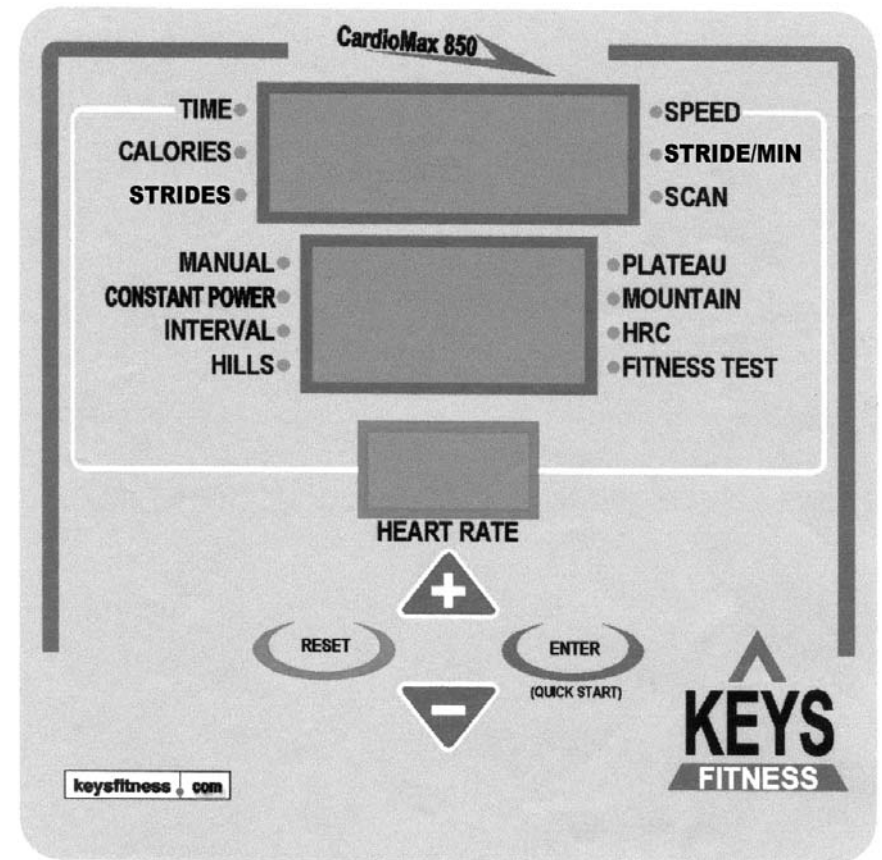 CardioMax 850
TIME SPEED
CALORIES STRIDE/MIN
STRIDES SCAN
MANUAL PLATEAU
CONSTANT POWER MOUNTAIN
INTERVAL HRC
HILLS FITNESS TEST
HEART RATE
+
RESET ENTER
(QUICK START)
-
KEYS
FITNESS
keysfitness.com